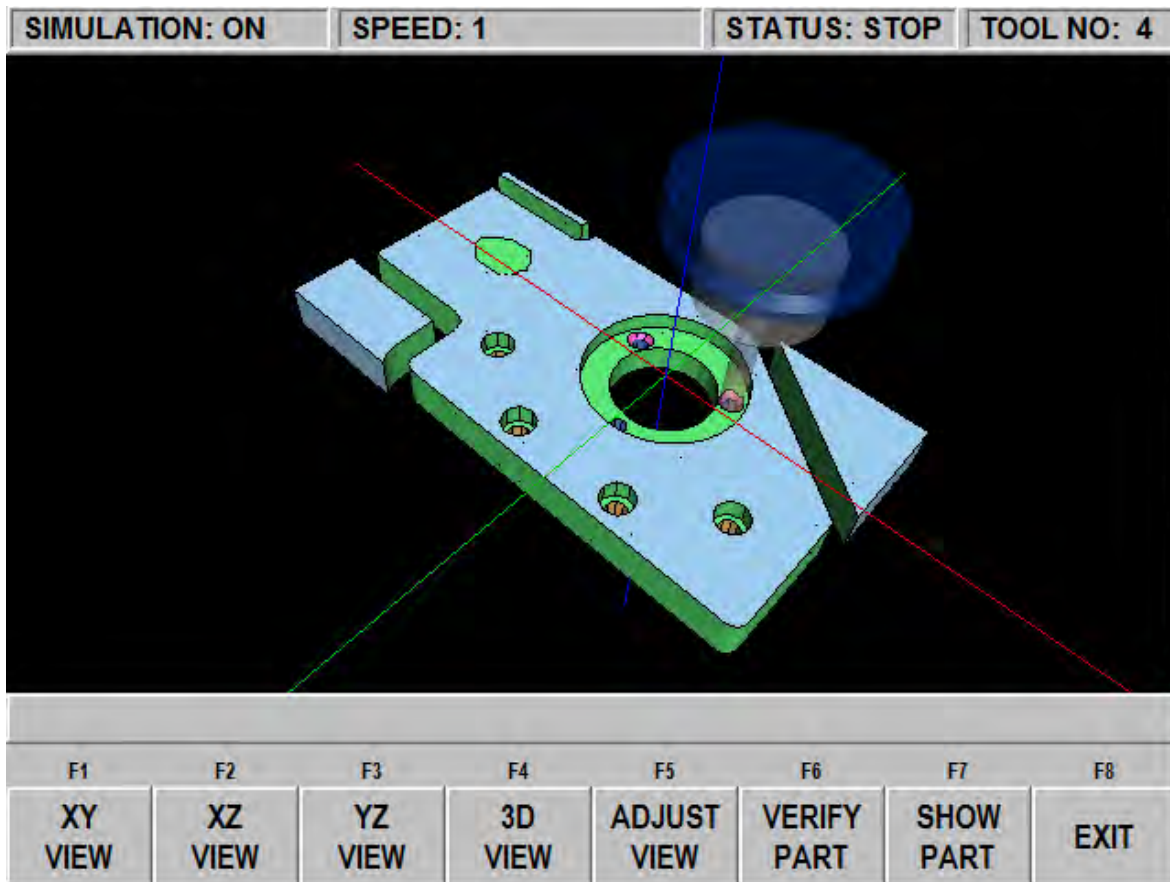 SIMULATION: ON SPEED: 1 STATUS: STOP TOOL NO: 4
F1 F2 F3 F4 F5 F6 F7 F8
XY VIEW
XZ VIEW
YZ VIEW
3D VIEW
ADJUST VIEW
VERIFY PART
SHOW PART
EXIT